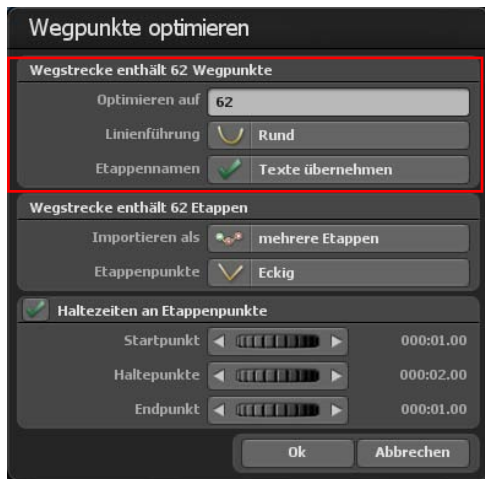 Wegpunkte optimieren
Wegstrecke enthält 62 Wegpunkte
Optimieren auf 62
Linienführung Rund
Etappennamen Texte übernehmen
Wegstrecke enthält 62 Etappen
Importieren als mehrere Etappen
Etappenpunkte Eckig
Haltezeiten an Etappenpunkte
Startpunkt 000:01.00
Haltepunkte 000:02.00
Endpunkt 000:01.00
Ok Abbrechen